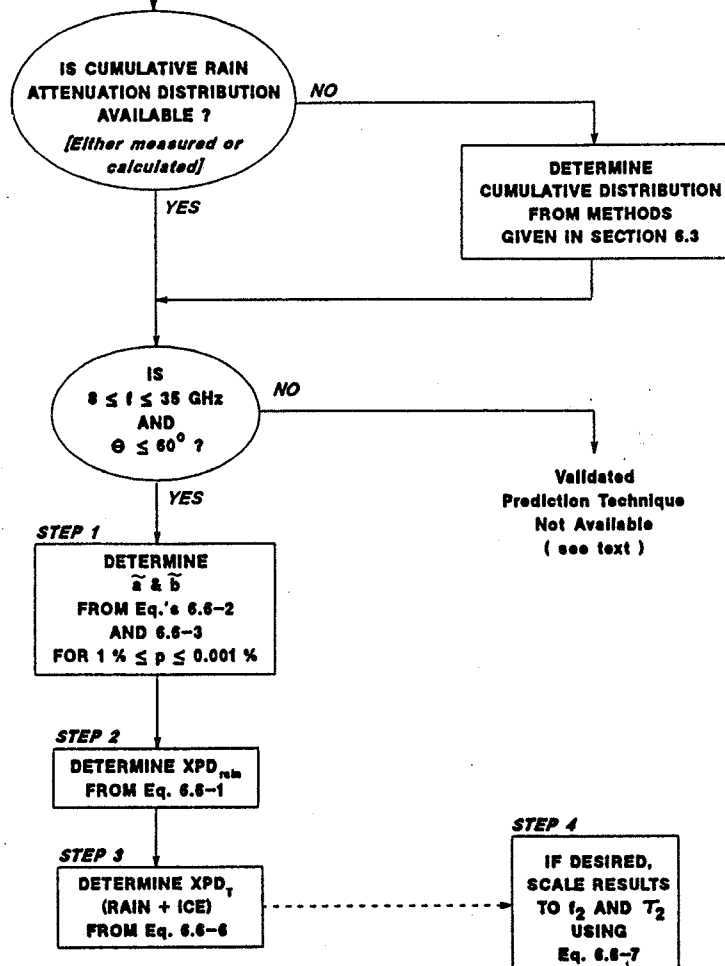 IS CUMULATIVE RAIN
ATTENUATION DISTRIBUTION
AVAILABLE ?
[Either measured or
calculated]
NO
DETERMINE
CUMULATIVE DISTRIBUTION
FROM METHODS
GIVEN IN SECTION 6.3
YES
IS
8 ≤ f ≤ 35 GHz
AND
Θ ≤ 60⁰ ?
NO
Validated
Prediction Technique
Not Available
( see text )
YES
STEP 1
DETERMINE
ã & b̃
FROM Eq.'s 6.6-2
AND 6.6-3
FOR 1 % ≤ p ≤ 0.001 %
STEP 2
DETERMINE XPD_rain
FROM Eq. 6.6-1
STEP 3
DETERMINE XPD_T
(RAIN + ICE)
FROM Eq. 6.6-6
STEP 4
IF DESIRED,
SCALE RESULTS
TO f₂ AND τ₂
USING
Eq. 6.6-7